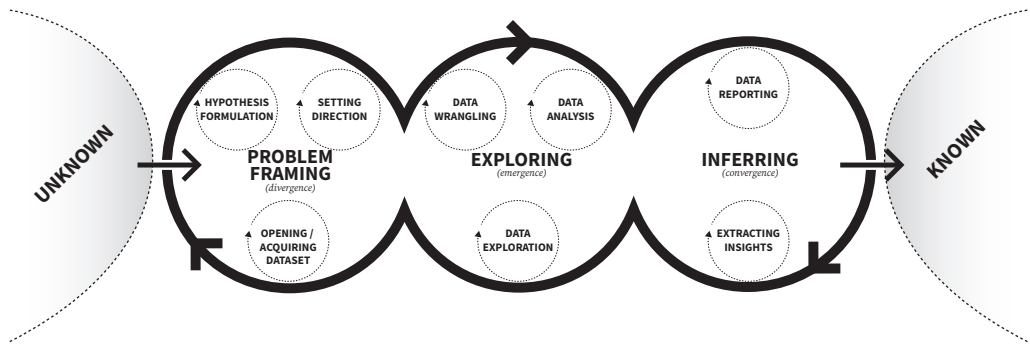 UNKNOWN
HYPOTHESIS
FORMULATION
SETTING
DIRECTION
PROBLEM
FRAMING
(divergence)
OPENING /
ACQUIRING
DATASET
DATA
WRANGLING
DATA
ANALYSIS
EXPLORING
(emergence)
DATA
EXPLORATION
DATA
REPORTING
INFERRING
(convergence)
EXTRACTING
INSIGHTS
KNOWN